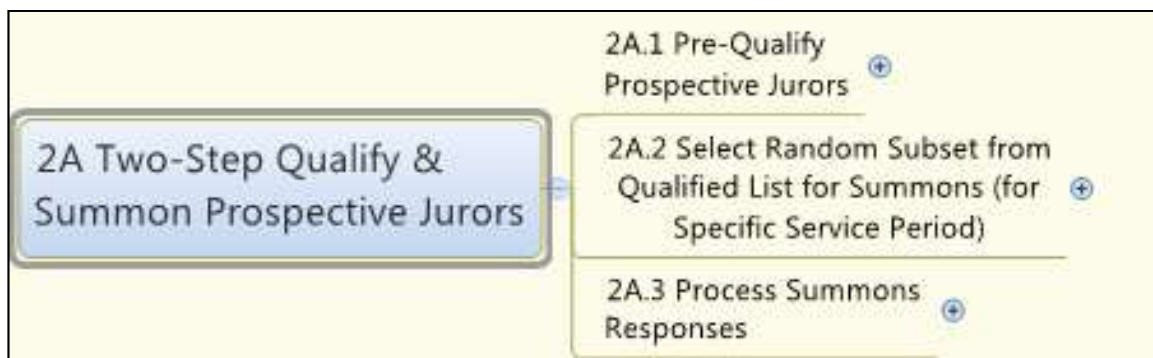 2A Two-Step Qualify &
Summon Prospective Jurors
2A.1 Pre-Qualify
Prospective Jurors
2A.2 Select Random Subset from
Qualified List for Summons (for
Specific Service Period)
2A.3 Process Summons
Responses